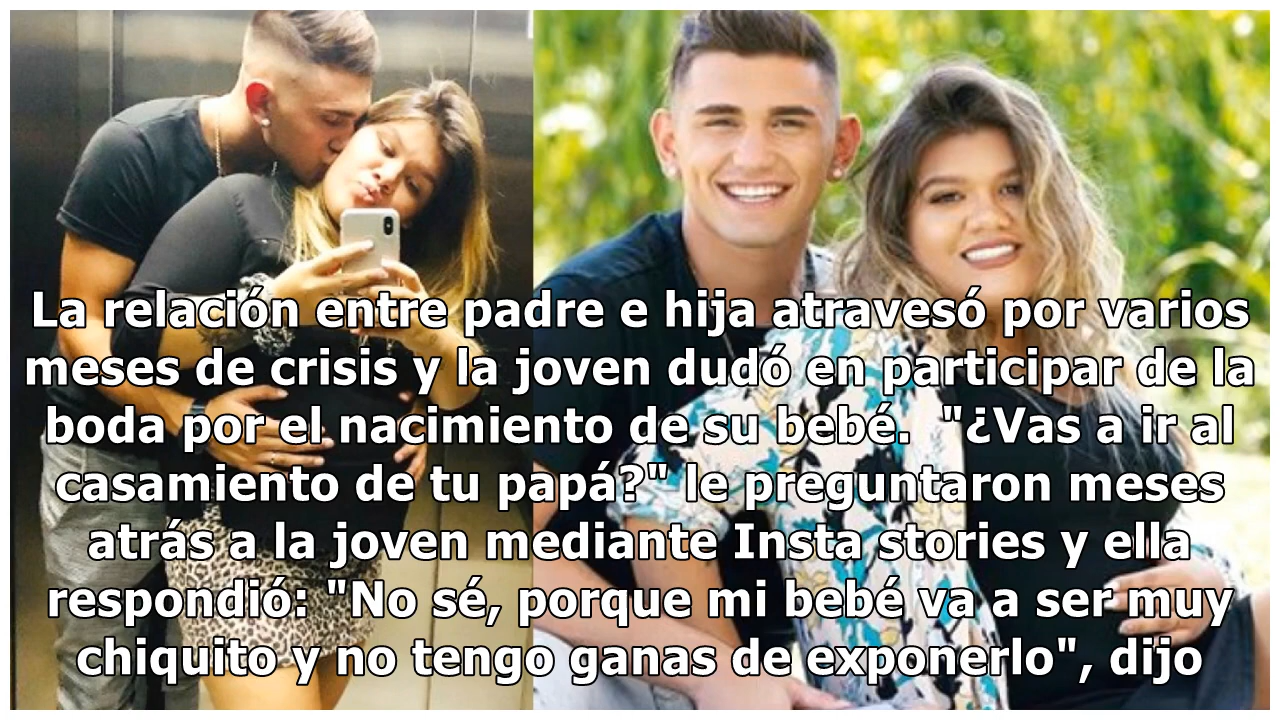 La relación entre padre e hija atravesó por varios
meses de crisis y la joven dudó en participar de la
boda por el nacimiento de su bebé.  "¿Vas a ir al
casamiento de tu papá?" le preguntaron meses
atrás a la joven mediante Insta stories y ella
respondió: "No sé, porque mi bebé va a ser muy
chiquito y no tengo ganas de exponerlo", dijo